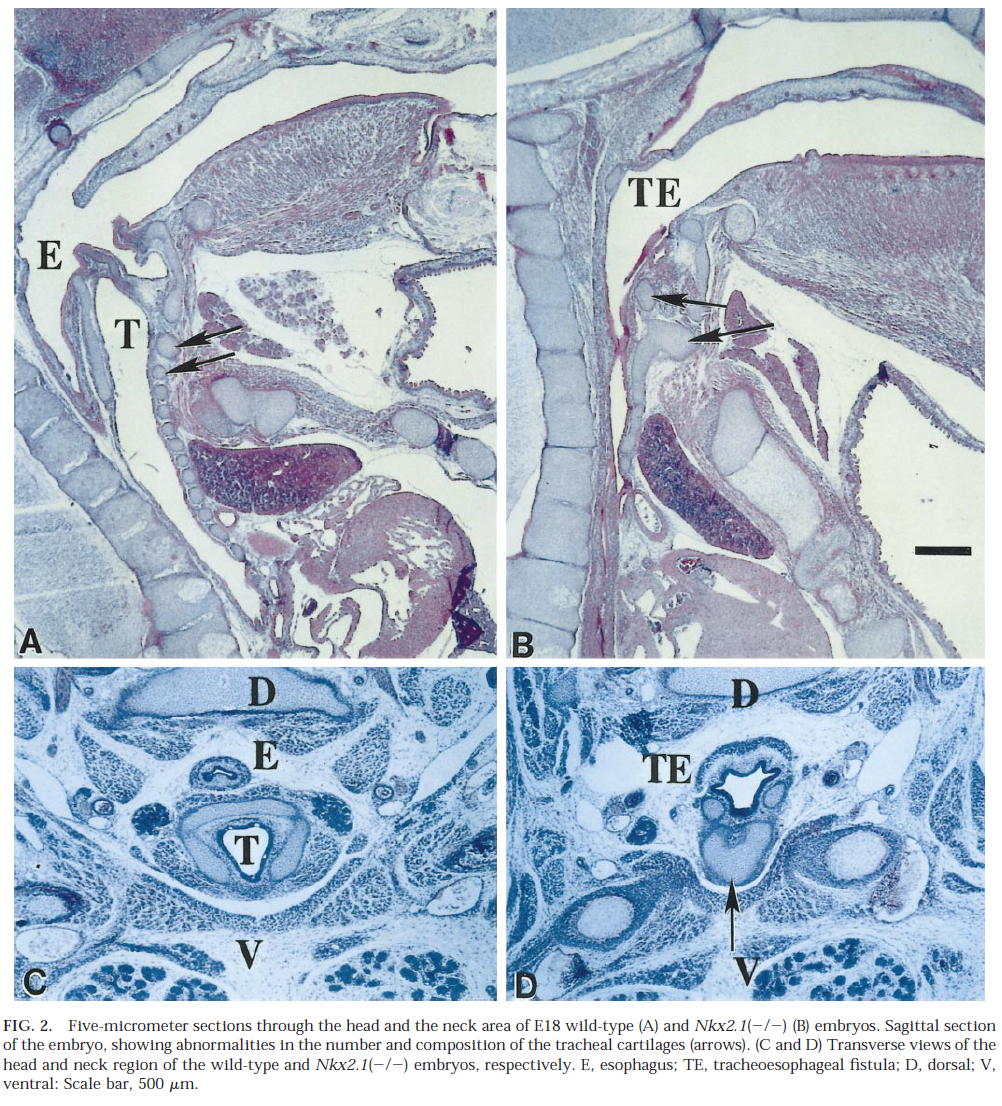 TE
E
T
A
B
D
D
E
TE
T
V
V
C
D
FIG. 2. Five-micrometer sections through the head and the neck area of E18 wild-type (A) and Nkx2.1(−/−) (B) embryos. Sagittal section
of the embryo, showing abnormalities in the number and composition of the tracheal cartilages (arrows). (C and D) Transverse views of the
head and neck region of the wild-type and Nkx2.1(−/−) embryos, respectively. E, esophagus; TE, tracheoesophageal fistula; D, dorsal; V,
ventral: Scale bar, 500 μm.